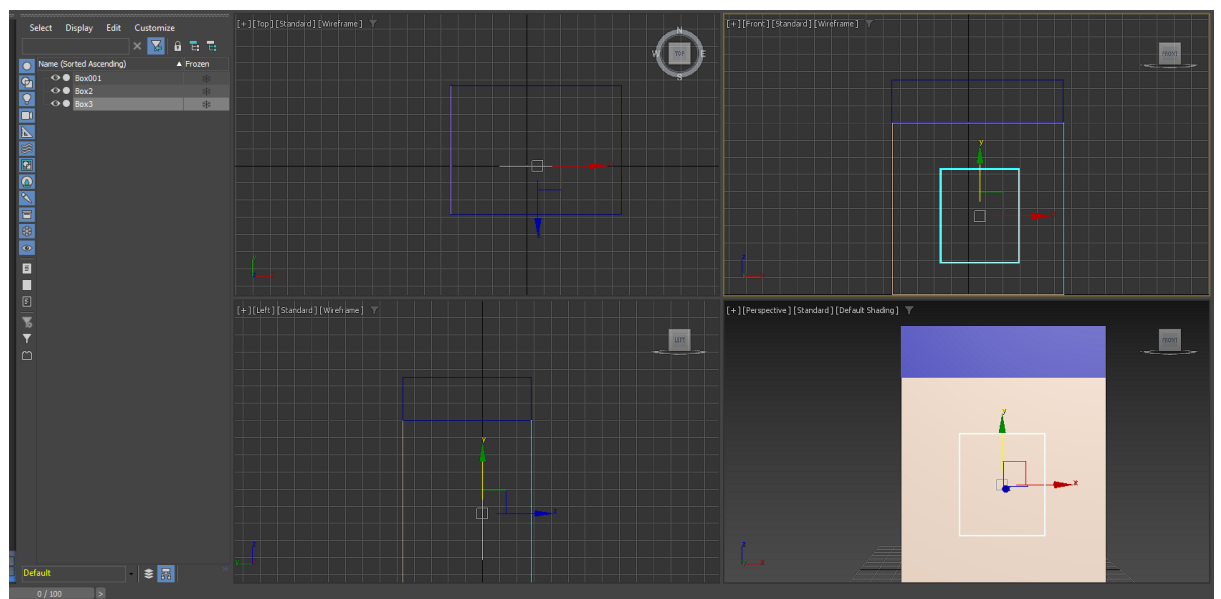 Select Display Edit Customize
Name (Sorted Ascending) ▲ Frozen
Box001
Box2
Box3
Default
0 / 100 >
[+] [Top] [Standard] [Wireframe]
N
W TOP E
S
x
y
z x
[+] [Front] [Standard] [Wireframe]
FRONT
y
x
z
x
[+] [Left] [Standard] [Wireframe]
LEFT
y
z
z
y
[+] [Perspective] [Standard] [Default Shading]
FRONT
y
x
z
x